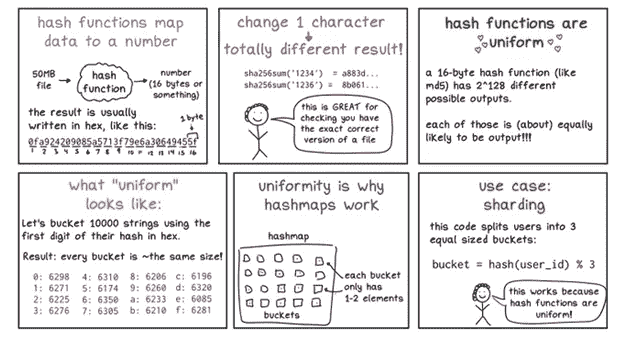 hash functions map
data to a number
50MB
file
hash
function
number
(16 bytes or
something)
the result is usually
written in hex, like this:
1 byte
0fa924209085a5713f79e6a30649455f
1 2 3 4 5 6 7 8 9 10 11 12 13 14 15 16
change 1 character
totally different result!
sha256sum('1234') = a883d...
sha256sum('1236') = 8b061...
this is GREAT for
checking you have
the exact correct
version of a file
hash functions are
uniform
a 16-byte hash function (like
md5) has 2^128 different
possible outputs.
each of those is (about) equally
likely to be output!!!
what "uniform"
looks like:
Let's bucket 10000 strings using the
first digit of their hash in hex.
Result: every bucket is ~the same size!
0: 6298 4: 6310 8: 6206 c: 6196
1: 6271 5: 6174 9: 6260 d: 6320
2: 6225 6: 6350 a: 6233 e: 6085
3: 6276 7: 6305 b: 6210 f: 6281
uniformity is why
hashmaps work
hashmap
each bucket
only has
1-2 elements
buckets
use case:
sharding
this code splits users into 3
equal sized buckets:
bucket = hash(user_id) % 3
this works because
hash functions are
uniform!